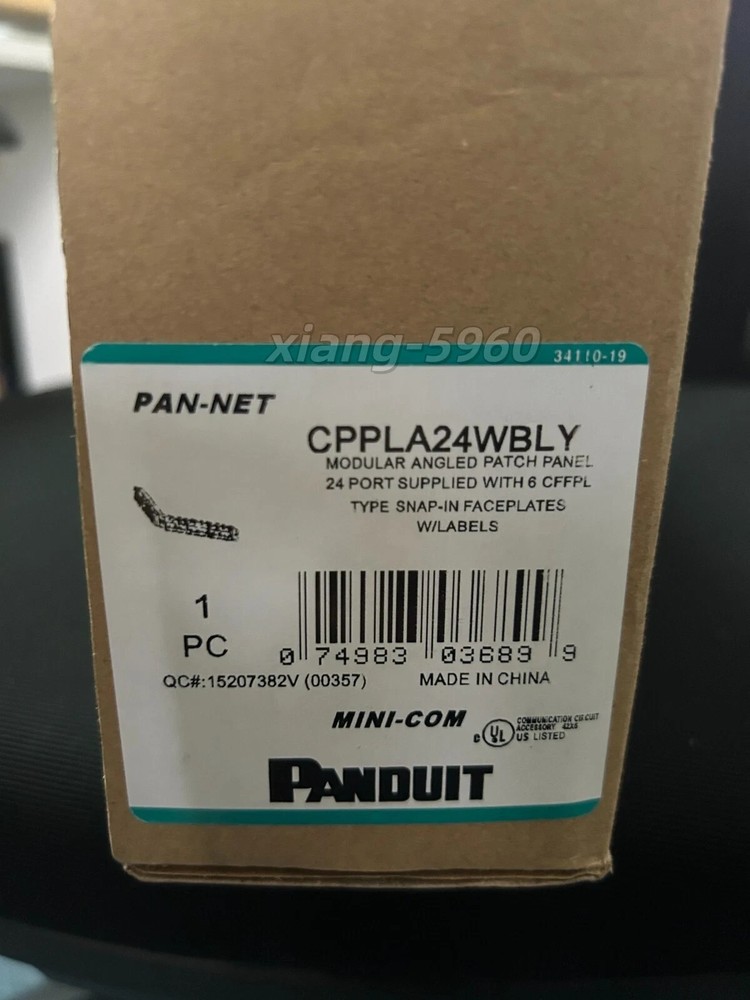 xiang-5960
34110-19
PAN-NET
CPPLA24WBLY
MODULAR ANGLED PATCH PANEL
24 PORT SUPPLIED WITH 6 CFFPL
TYPE SNAP-IN FACEPLATES
W/LABELS
1
PC
0 74983 03689 9
QC#:15207382V (00357)
MADE IN CHINA
MINI-COM
COMMUNICATION CIRCUIT
ACCESSORY 42XS
C UL US LISTED
PANDUIT